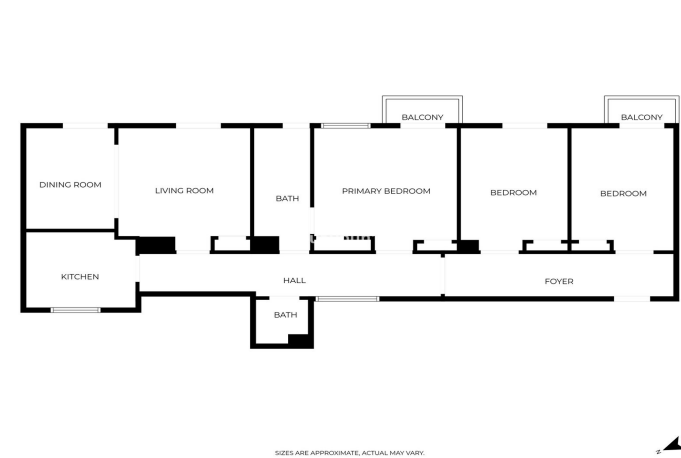 BALCONY
BALCONY
DINING ROOM
LIVING ROOM
BATH
PRIMARY BEDROOM
BEDROOM
BEDROOM
KITCHEN
HALL
FOYER
BATH
SIZES ARE APPROXIMATE, ACTUAL MAY VARY.
N